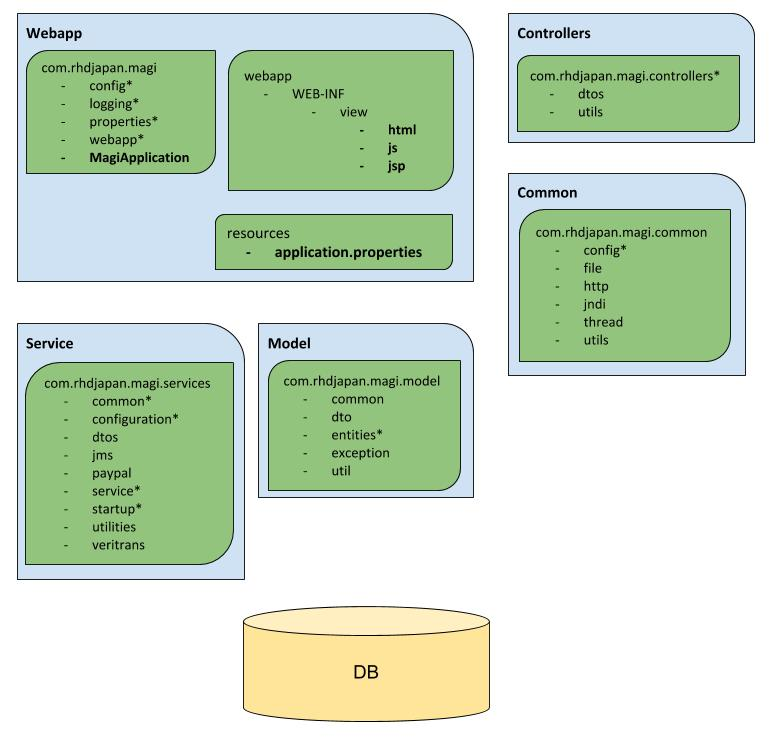 Webapp
com.rhdjapan.magi
- config*
- logging*
- properties*
- webapp*
- MagiApplication
webapp
- WEB-INF
- view
- html
- js
- jsp
resources
- application.properties
Controllers
com.rhdjapan.magi.controllers*
- dtos
- utils
Common
com.rhdjapan.magi.common
- config*
- file
- http
- jndi
- thread
- utils
Service
com.rhdjapan.magi.services
- common*
- configuration*
- dtos
- jms
- paypal
- service*
- startup*
- utilities
- veritrans
Model
com.rhdjapan.magi.model
- common
- dto
- entities*
- exception
- util
DB